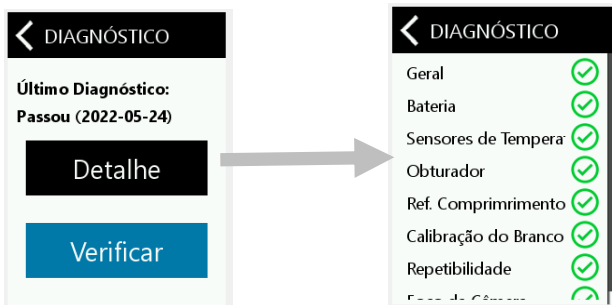 DIAGNÓSTICO
Último Diagnóstico:
Passou (2022-05-24)
Detalhe
Verificar
DIAGNÓSTICO
Geral
Bateria
Sensores de Tempera
Obturador
Ref. Comprimrimento
Calibração do Branco
Repetibilidade